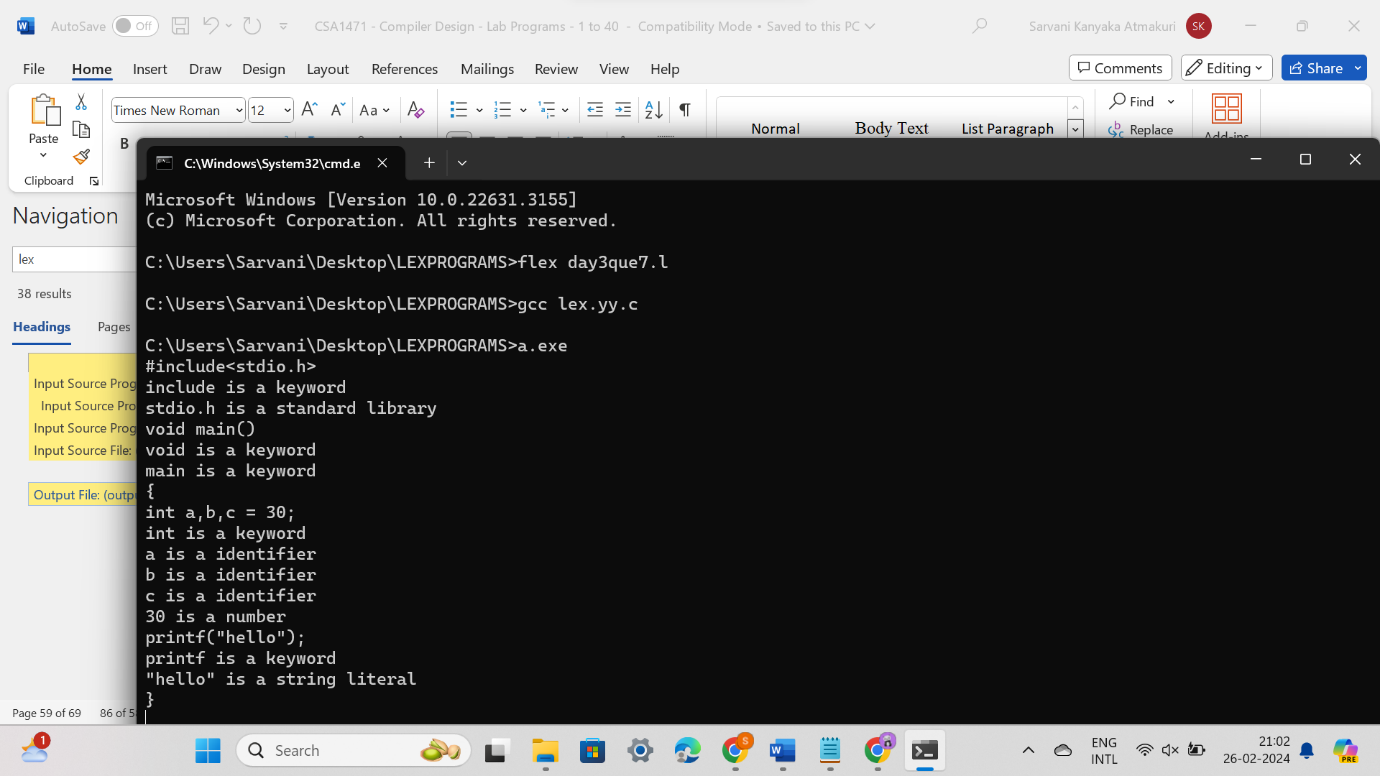 AutoSave Off CSA1471 - Compiler Design - Lab Programs - 1 to 40 - Compatibility Mode • Saved to this PC Sarvani Kanyaka Atmakuri SK
File Home Insert Draw Design Layout References Mailings Review View Help Comments Editing Share
Times New Roman 12 Aa Find
Paste B Normal Body Text List Paragraph Replace
Clipboard
C:\Windows\System32\cmd.e
Navigation
lex
38 results
Headings Pages
Input Source Prog
Input Source Pro
Input Source Prog
Input Source File:
Output File: (outp
Microsoft Windows [Version 10.0.22631.3155]
(c) Microsoft Corporation. All rights reserved.
C:\Users\Sarvani\Desktop\LEXPROGRAMS>flex day3que7.l
C:\Users\Sarvani\Desktop\LEXPROGRAMS>gcc lex.yy.c
C:\Users\Sarvani\Desktop\LEXPROGRAMS>a.exe
#include<stdio.h>
include is a keyword
stdio.h is a standard library
void main()
void is a keyword
main is a keyword
{
int a,b,c = 30;
int is a keyword
a is a identifier
b is a identifier
c is a identifier
30 is a number
printf("hello");
printf is a keyword
"hello" is a string literal
}
Page 59 of 69 86 of 5
1 Search S ENG 21:02
INTL 26-02-2024 PRE